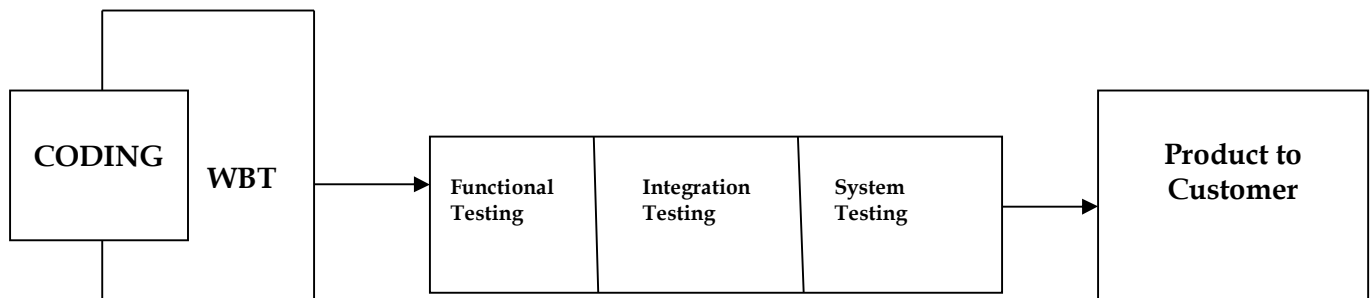 CODING
WBT
Functional
Testing
Integration
Testing
System
Testing
Product to
Customer